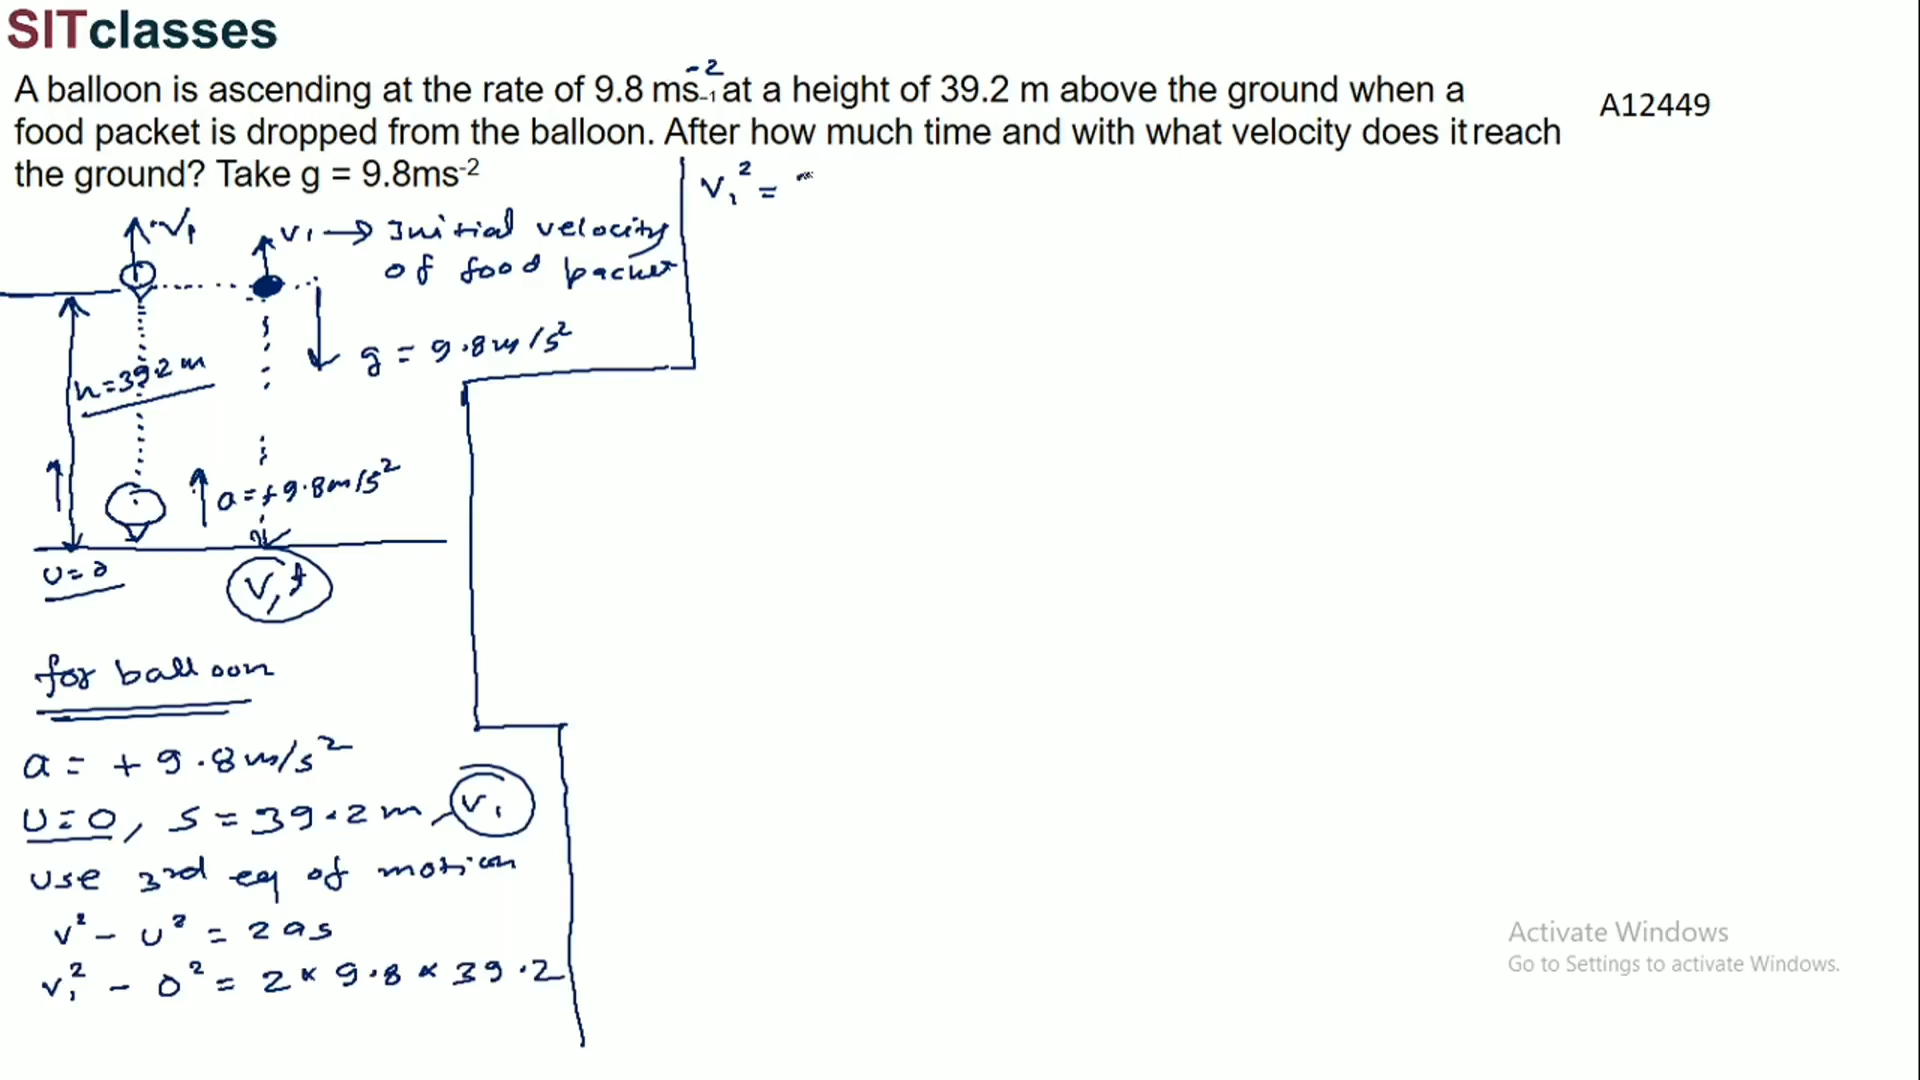 SITclasses
A balloon is ascending at the rate of 9.8 ms-1 -2 at a height of 39.2 m above the ground when a
food packet is dropped from the balloon. After how much time and with what velocity does it reach
the ground? Take g = 9.8ms-2
A12449
V₁
V₁ → Initial velocity
of food packet
g = 9.8 m/s²
h=39.2 m
a=+9.8m/s²
u=0
V, t
for balloon
a = + 9.8 m/s²
u=0, s = 39.2 m, V₁
use 3rd eq of motion
v² - u² = 2as
v₁² - 0² = 2 × 9.8 × 39.2
V₁² =
Activate Windows
Go to Settings to activate Windows.